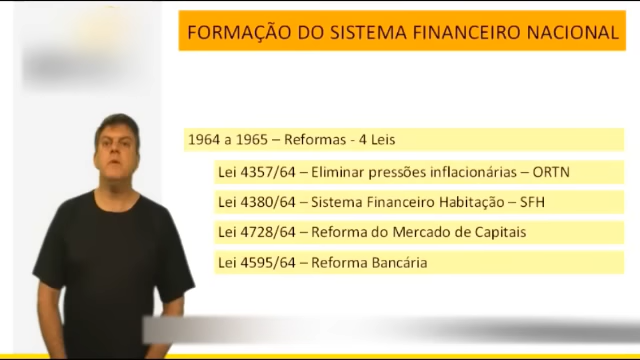 FORMAÇÃO DO SISTEMA FINANCEIRO NACIONAL
1964 a 1965 – Reformas - 4 Leis
Lei 4357/64 – Eliminar pressões inflacionárias – ORTN
Lei 4380/64 – Sistema Financeiro Habitação – SFH
Lei 4728/64 – Reforma do Mercado de Capitais
Lei 4595/64 – Reforma Bancária